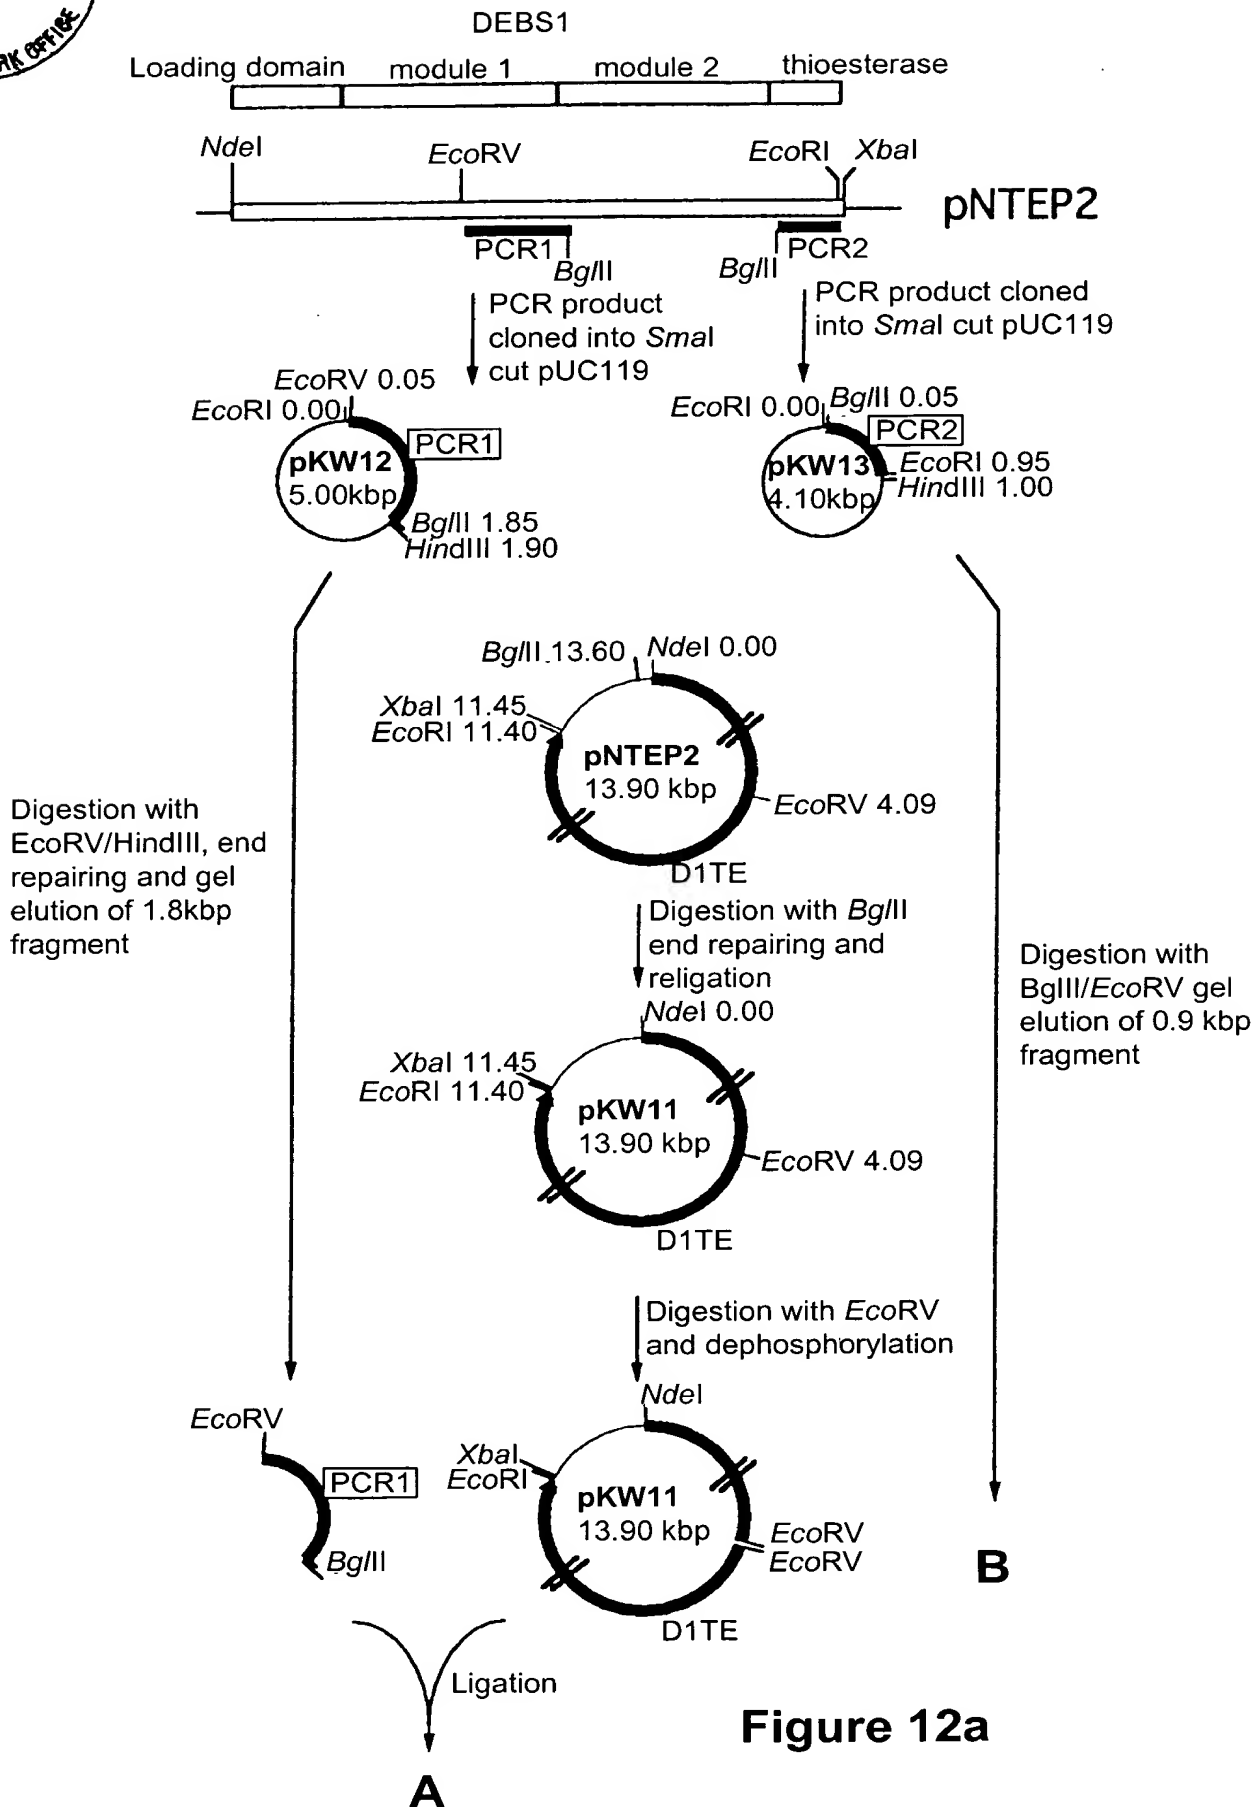 RK OFFICE
DEBS1
Loading domain module 1 module 2 thioesterase
NdeI EcoRV EcoRI XbaI
pNTEP2
PCR1 PCR2
BglII BglII
PCR product
cloned into SmaI
cut pUC119
PCR product cloned
into SmaI cut pUC119
EcoRV 0.05
EcoRI 0.00
PCR1
pKW12
5.00kbp
BglII 1.85
HindIII 1.90
EcoRI 0.00 BglII 0.05
PCR2
pKW13
4.10kbp
EcoRI 0.95
HindIII 1.00
BglII 13.60 NdeI 0.00
XbaI 11.45
EcoRI 11.40
pNTEP2
13.90 kbp
EcoRV 4.09
D1TE
Digestion with
EcoRV/HindIII, end
repairing and gel
elution of 1.8kbp
fragment
Digestion with BglII
end repairing and
religation
Digestion with
BglII/EcoRV gel
elution of 0.9 kbp
fragment
NdeI 0.00
XbaI 11.45
EcoRI 11.40
pKW11
13.90 kbp
EcoRV 4.09
D1TE
Digestion with EcoRV
and dephosphorylation
EcoRV
PCR1
BglII
NdeI
XbaI
EcoRI
pKW11
13.90 kbp
EcoRV
EcoRV
D1TE
B
Ligation
Figure 12a
A